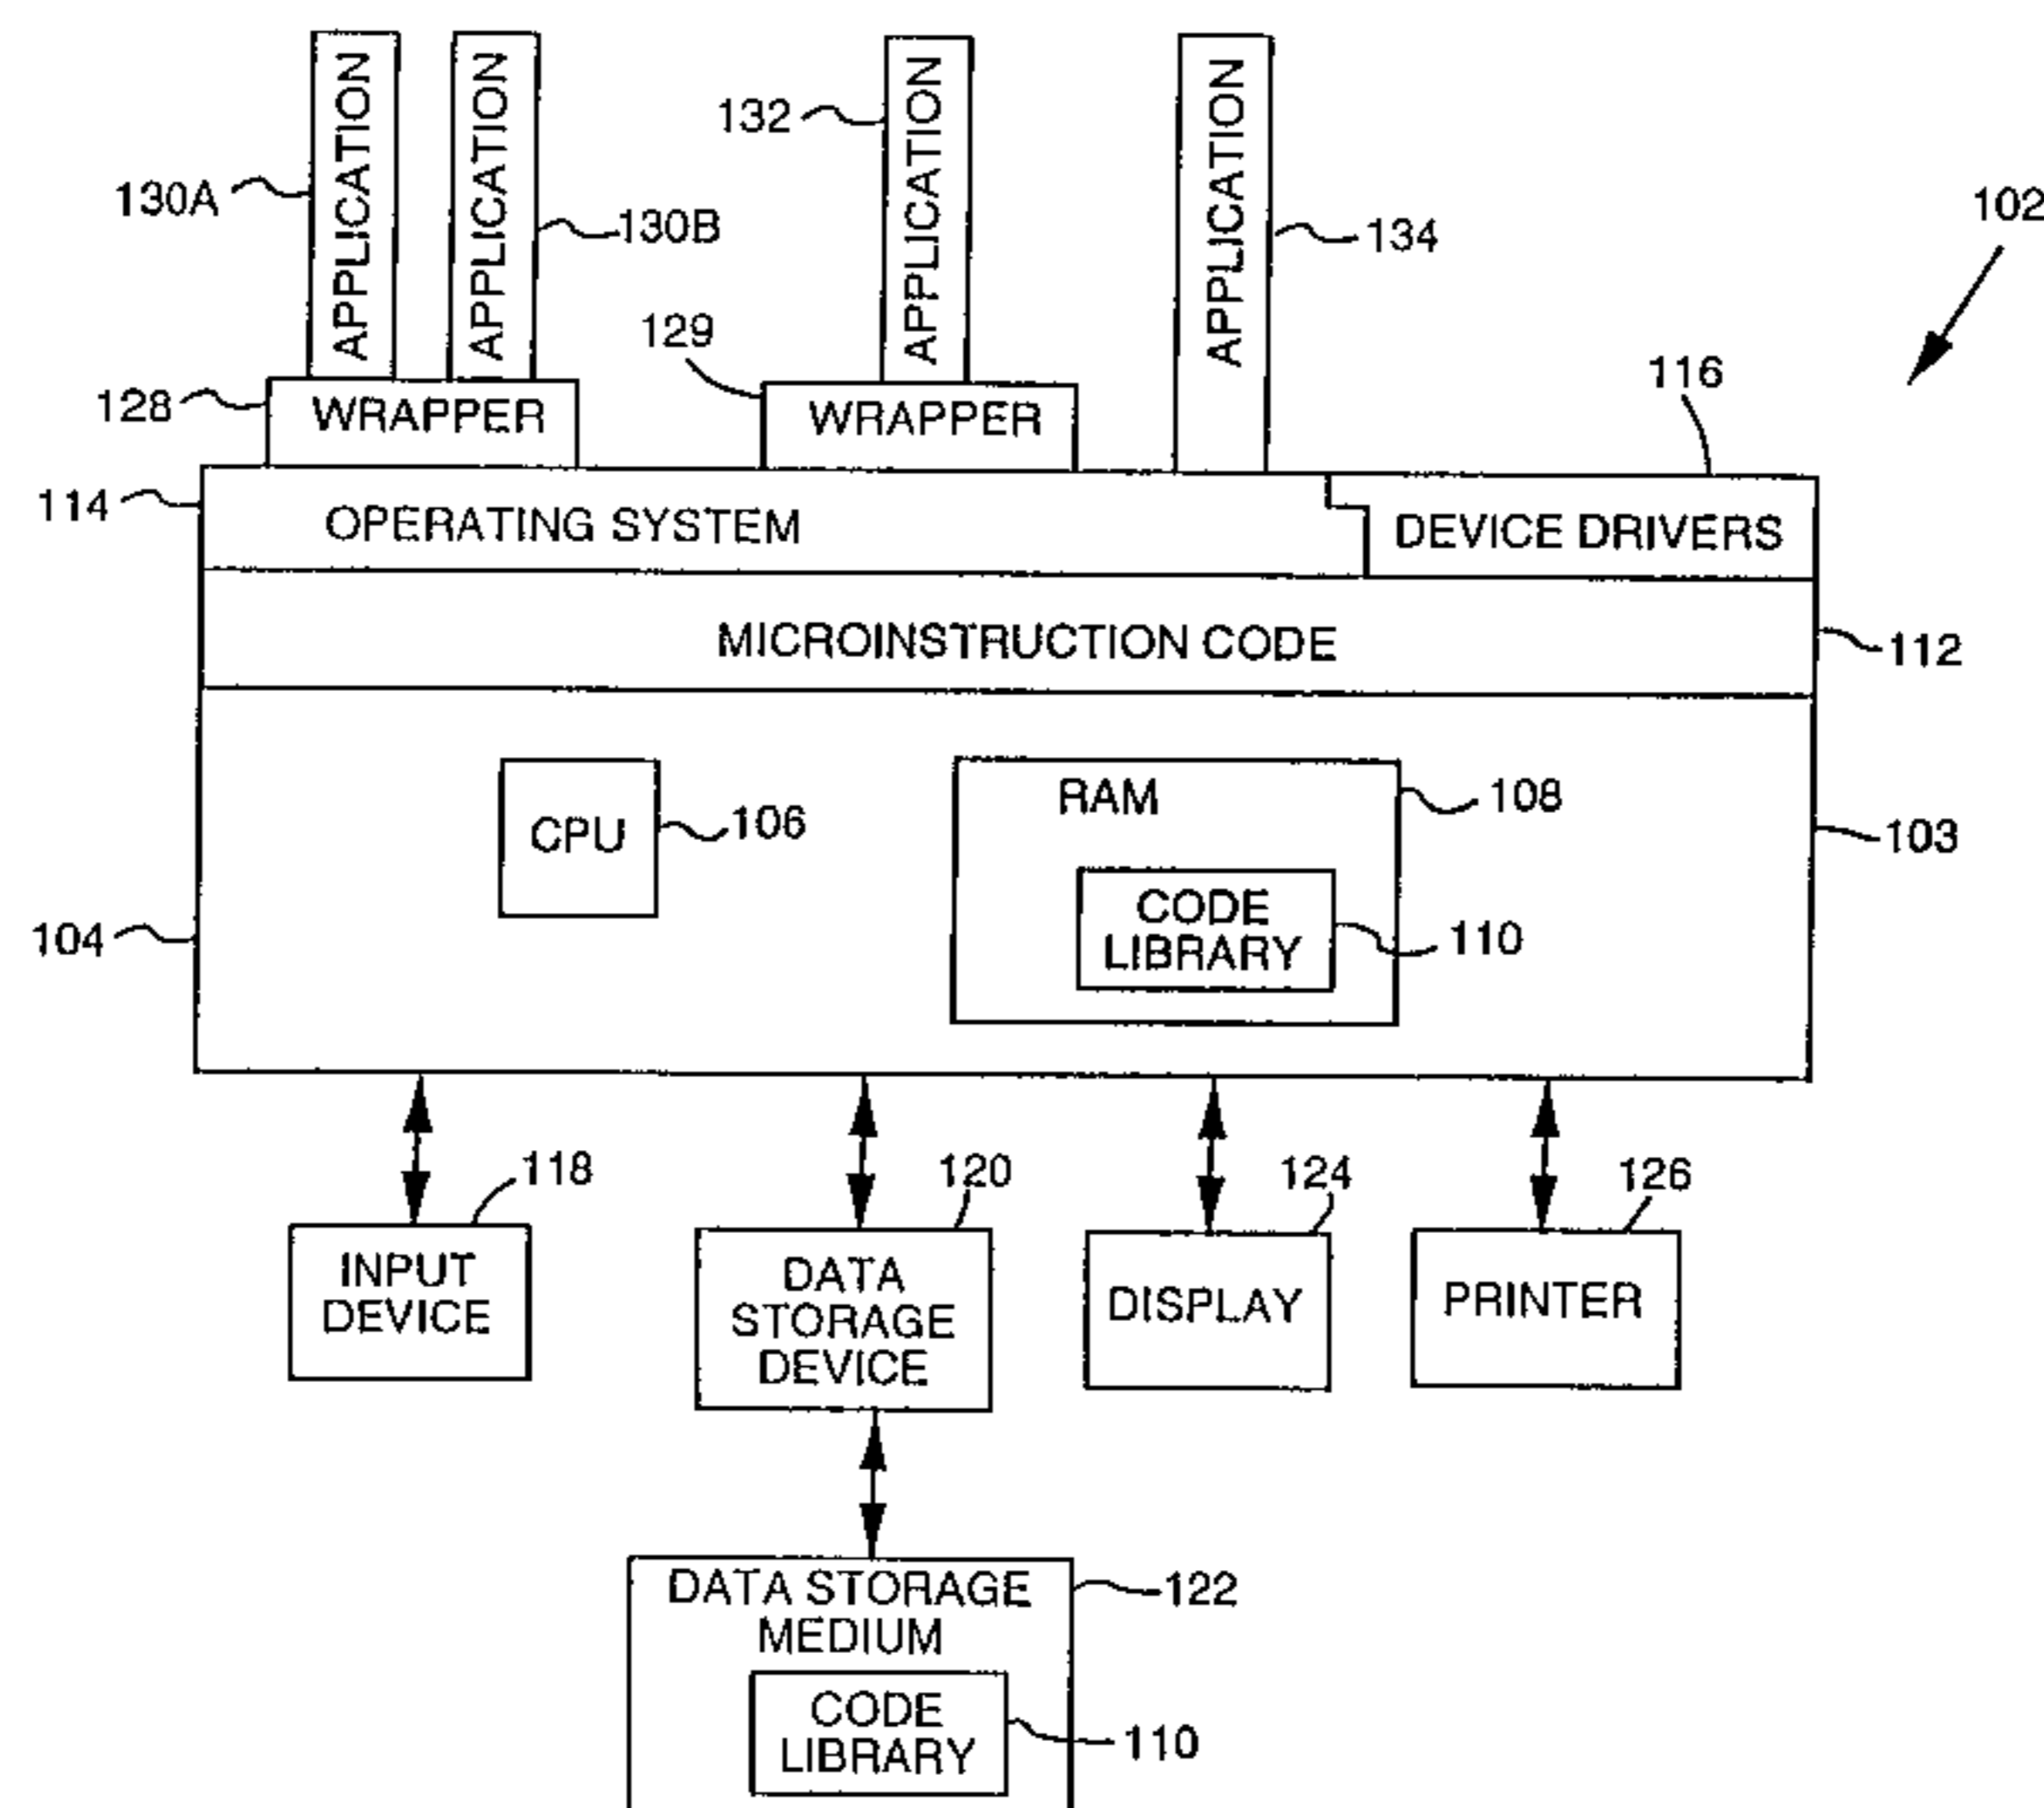 APPLICATION
APPLICATION
APPLICATION
APPLICATION
132
130A
130B
134
102
129
116
128
WRAPPER
WRAPPER
114
OPERATING SYSTEM
DEVICE DRIVERS
MICROINSTRUCTION CODE
112
RAM
108
CPU
106
103
104
CODE
LIBRARY
110
118
120
124
126
INPUT
DEVICE
DATA
STORAGE
DEVICE
DISPLAY
PRINTER
DATA STORAGE
MEDIUM
122
CODE
LIBRARY
110